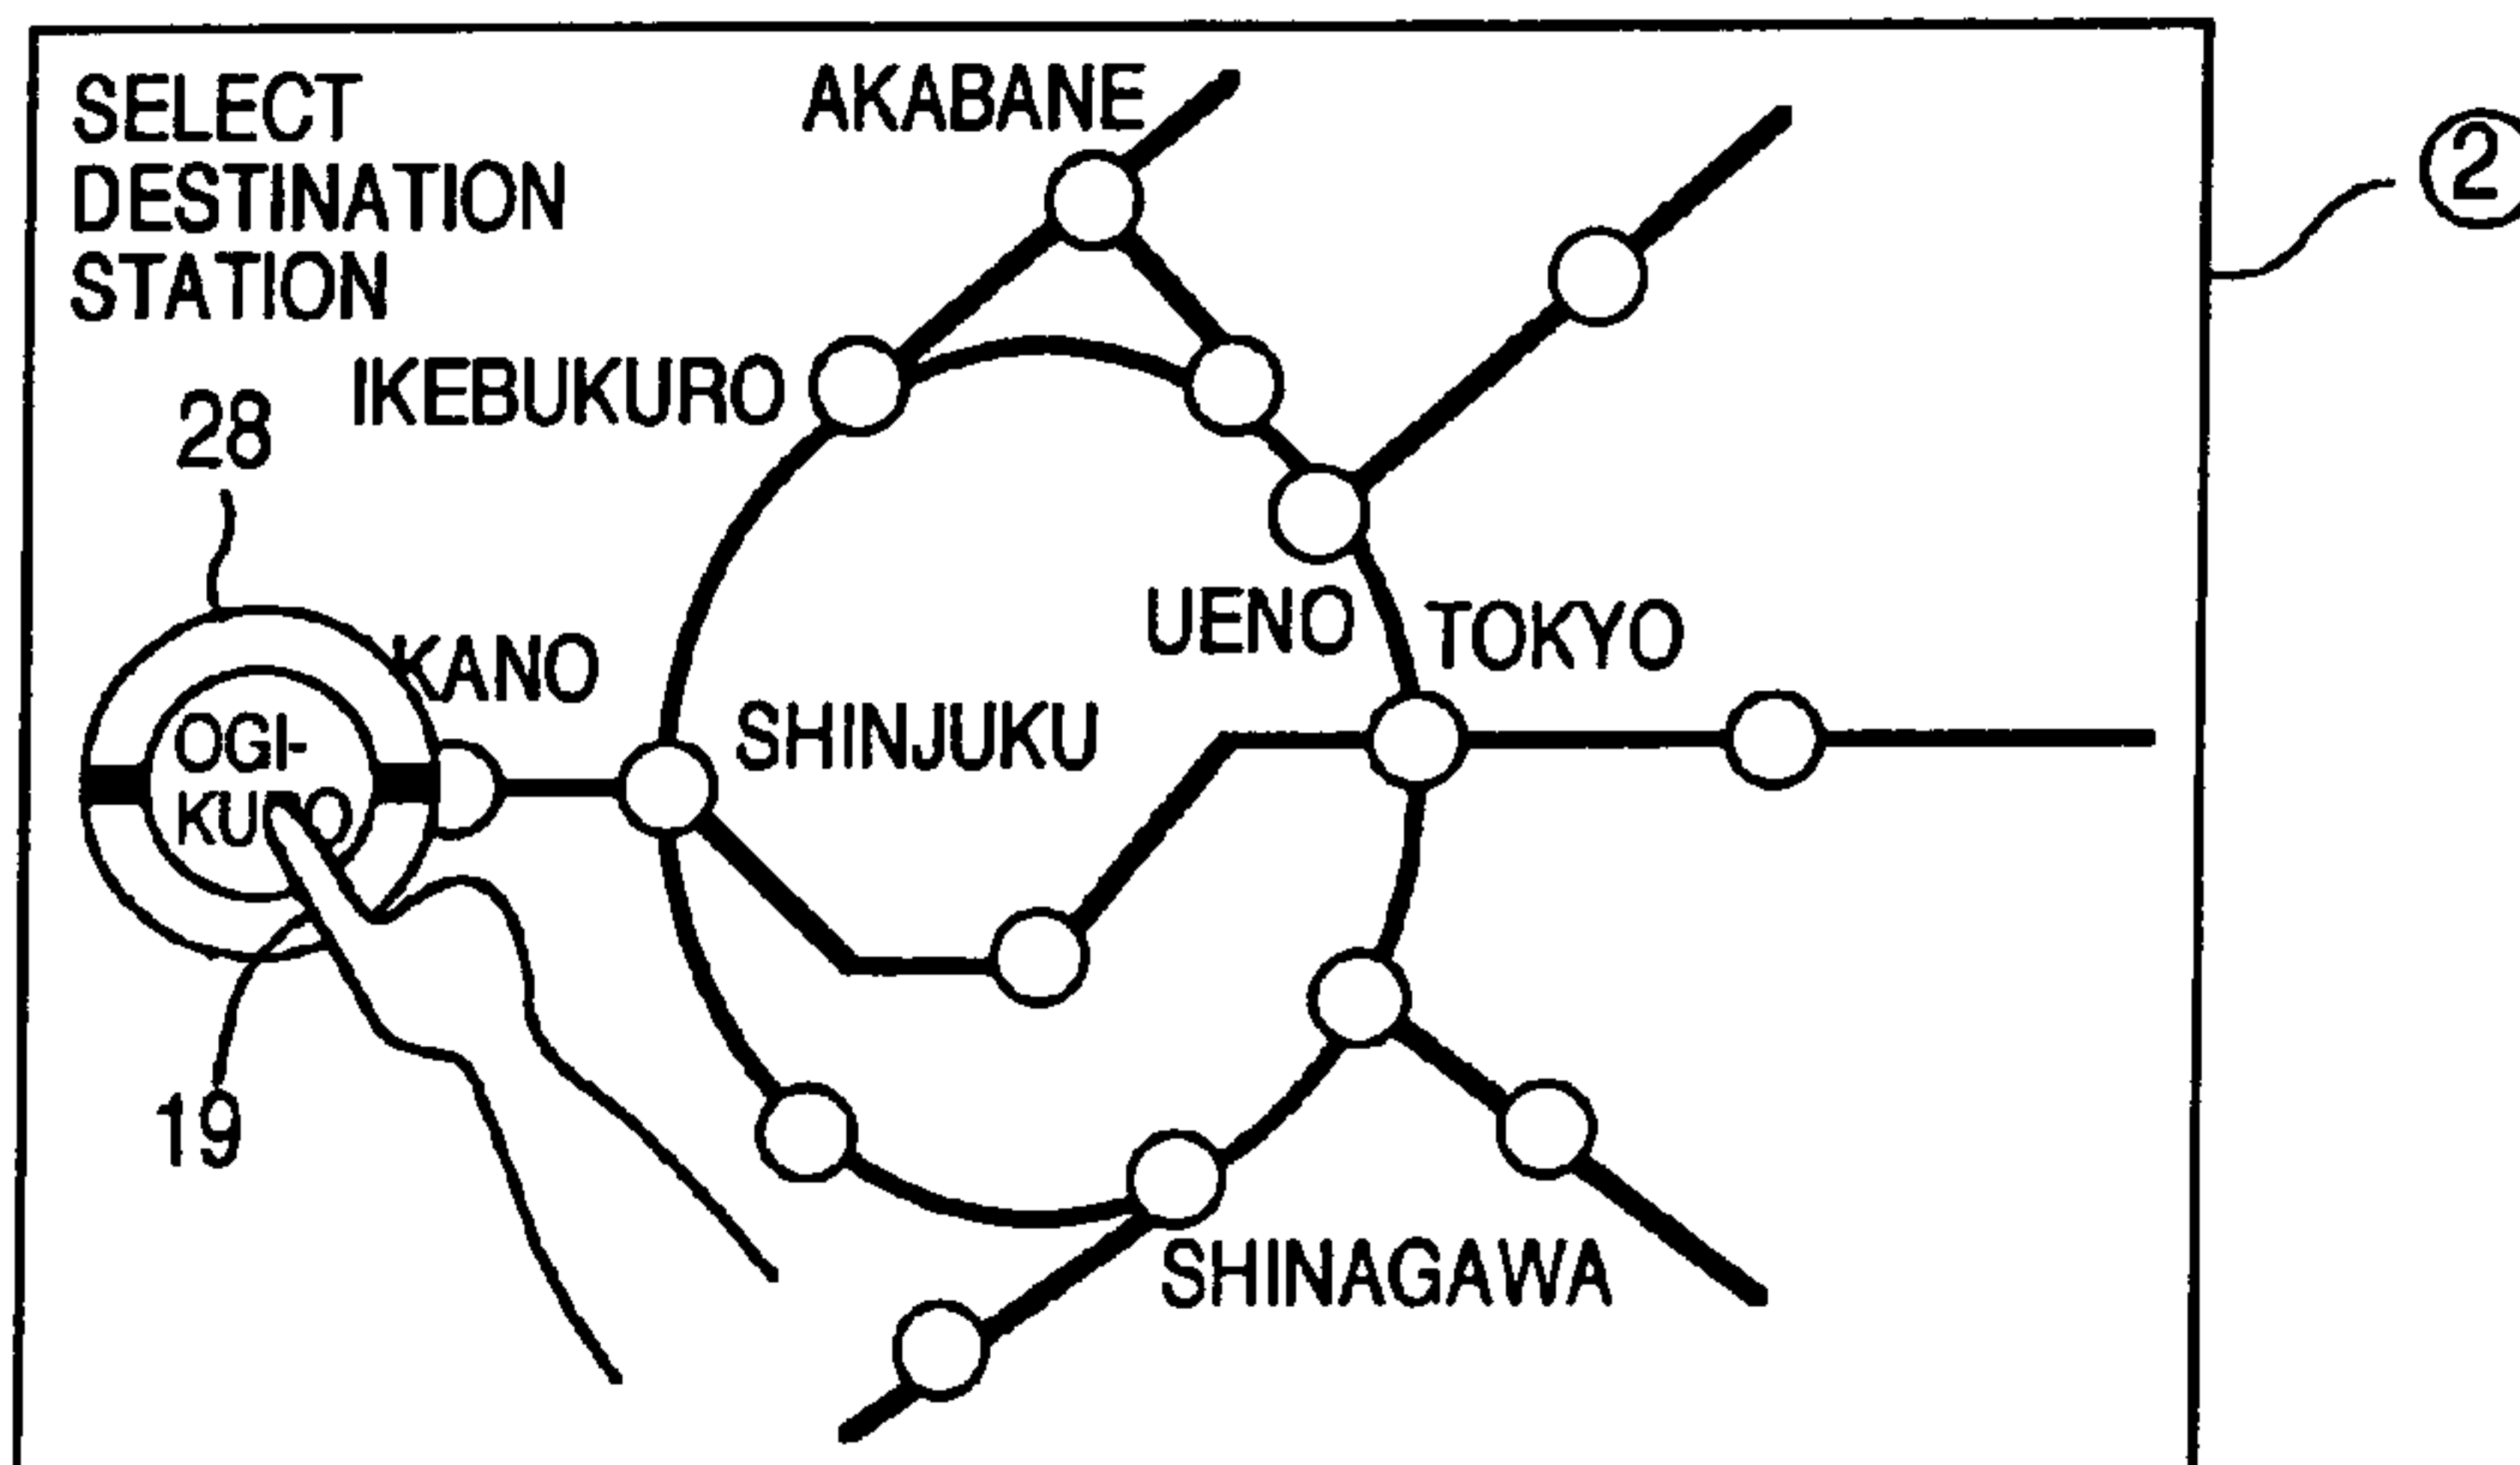 SELECT
DESTINATION
STATION
AKABANE
②
IKEBUKURO
28
UENO
TOKYO
KANO
SHINJUKU
OGI-
19
SHINAGAWA